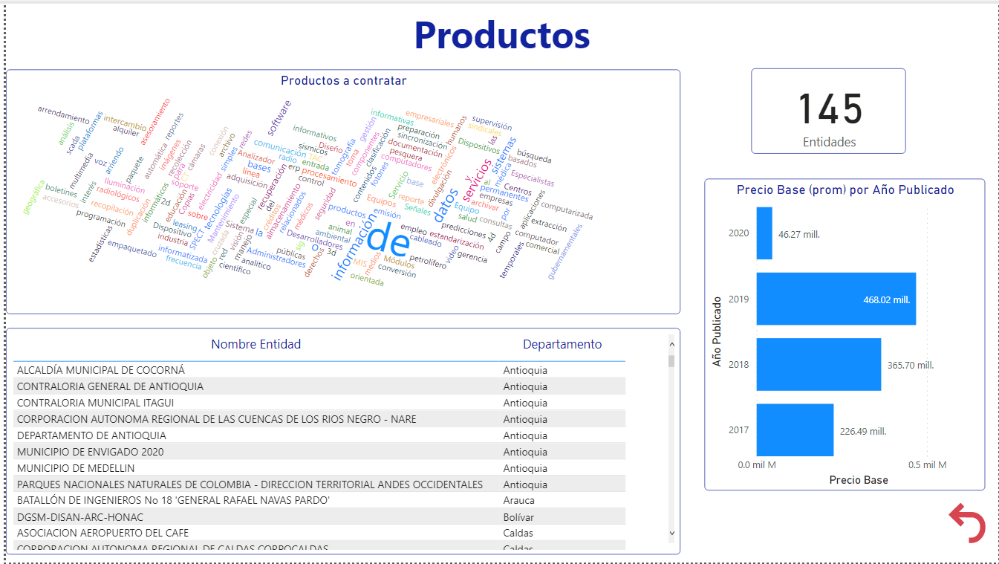 Productos
Productos a contratar
arrendamiento
análisis
scada
plataformas
intercambio
alquiler
asesoramiento
reportes
software
informativos
informativas
empresariales
supervisión
sindicales
humanos
preparación
sincronización
documentación
pesquera
computadores
clasificación
gestión
componentes
toma
tomografía
Diseño
TAC
sísmicos
comunicación
radio
entrada
erp
procesamiento
control
redes
simples
archivo
conexión
Analizador
bases
línea
adquisición
recuperación
del
multimedia
voz
arriendo
paquete
automática
imágenes
recolección
para
CT
cámaras
electricidad
soporte
educación
Copias
iluminación
radiológicos
interés
boletines
accesorios
geográfica
recopilación
programación
duplicación
informáticos
2d
sobre
leasing
Dispositivo
industria
SPECT
tecnologías
Mantenimiento
especial
Sistema
la
créditos
almacenamiento
relacionados
médicos
seguridad
productos
en
animal
ambiental
Desarrolladores
sig
O
3d
públicas
derechos
Administradores
analítico
científico
manejo
visión
cruzada
red
objeto
estadísticas
empaquetado
informatizada
frecuencia
información
de
MIS
medios
Módulos
conversión
orientada
petrolífero
video
gerencia
empleo
cableado
estandarización
predicciones
4d
campo
temporales
computador
comercial
gubernamentales
extracción
computarizada
aplicaciones
por
consultas
salud
Equipo
archivar
empresas
permanentes
Centros
Especialistas
médica
basados
búsqueda
sistemas
las
Dispositivos
servicios
y
al
datos
electrónicos
divulgación
Servicio
base
reporte
Señales
Equipos
emisión
contenidos
fotones
Nombre Entidad Departamento
ALCALDÍA MUNICIPAL DE COCORNÁ Antioquia
CONTRALORIA GENERAL DE ANTIOQUIA Antioquia
CONTRALORIA MUNICIPAL ITAGUI Antioquia
CORPORACION AUTONOMA REGIONAL DE LAS CUENCAS DE LOS RIOS NEGRO - NARE Antioquia
DEPARTAMENTO DE ANTIOQUIA Antioquia
MUNICIPIO DE ENVIGADO 2020 Antioquia
MUNICIPIO DE MEDELLIN Antioquia
PARQUES NACIONALES NATURALES DE COLOMBIA - DIRECCION TERRITORIAL ANDES OCCIDENTALES Antioquia
BATALLÓN DE INGENIEROS No 18 'GENERAL RAFAEL NAVAS PARDO' Arauca
DGSM-DISAN-ARC-HONAC Bolívar
ASOCIACION AEROPUERTO DEL CAFE Caldas
CORPORACION AUTONOMA REGIONAL DE CALDAS CORPOCALDAS Caldas
145
Entidades
Precio Base (prom) por Año Publicado
Año Publicado
2020 46.27 mill.
2019 468.02 mill.
2018 365.70 mill.
2017 226.49 mill.
0.0 mil M 0.5 mil M
Precio Base